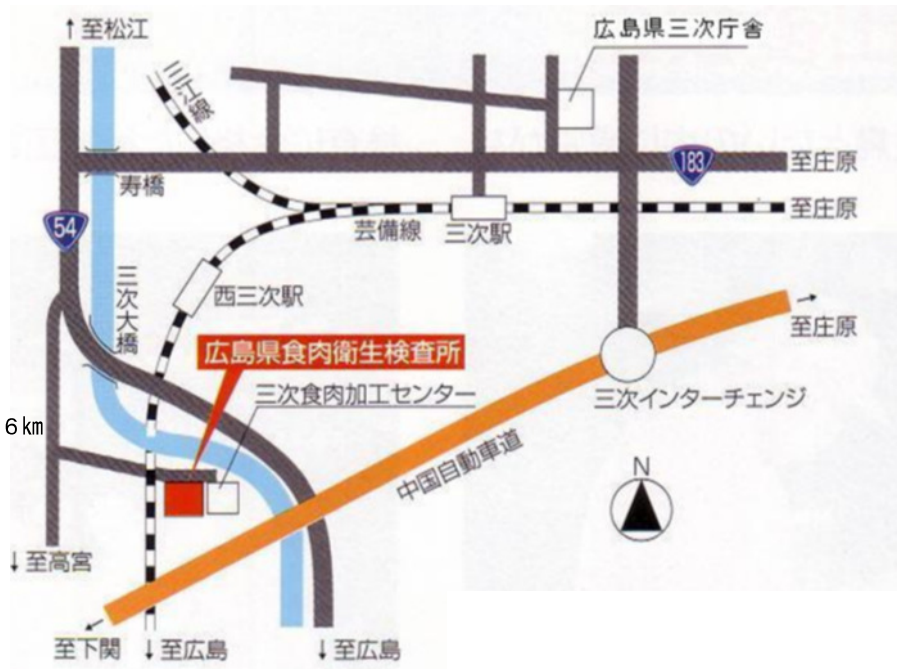 ↑至松江
広島県三次庁舎
三江線
183
至庄原
寿橋
至庄原
54
芸備線
三次駅
三次大橋
西三次駅
至庄原
広島県食肉衛生検査所
三次食肉加工センター
三次インターチェンジ
6km
中国自動車道
N
↓至高宮
至下関
↓至広島
↓至広島